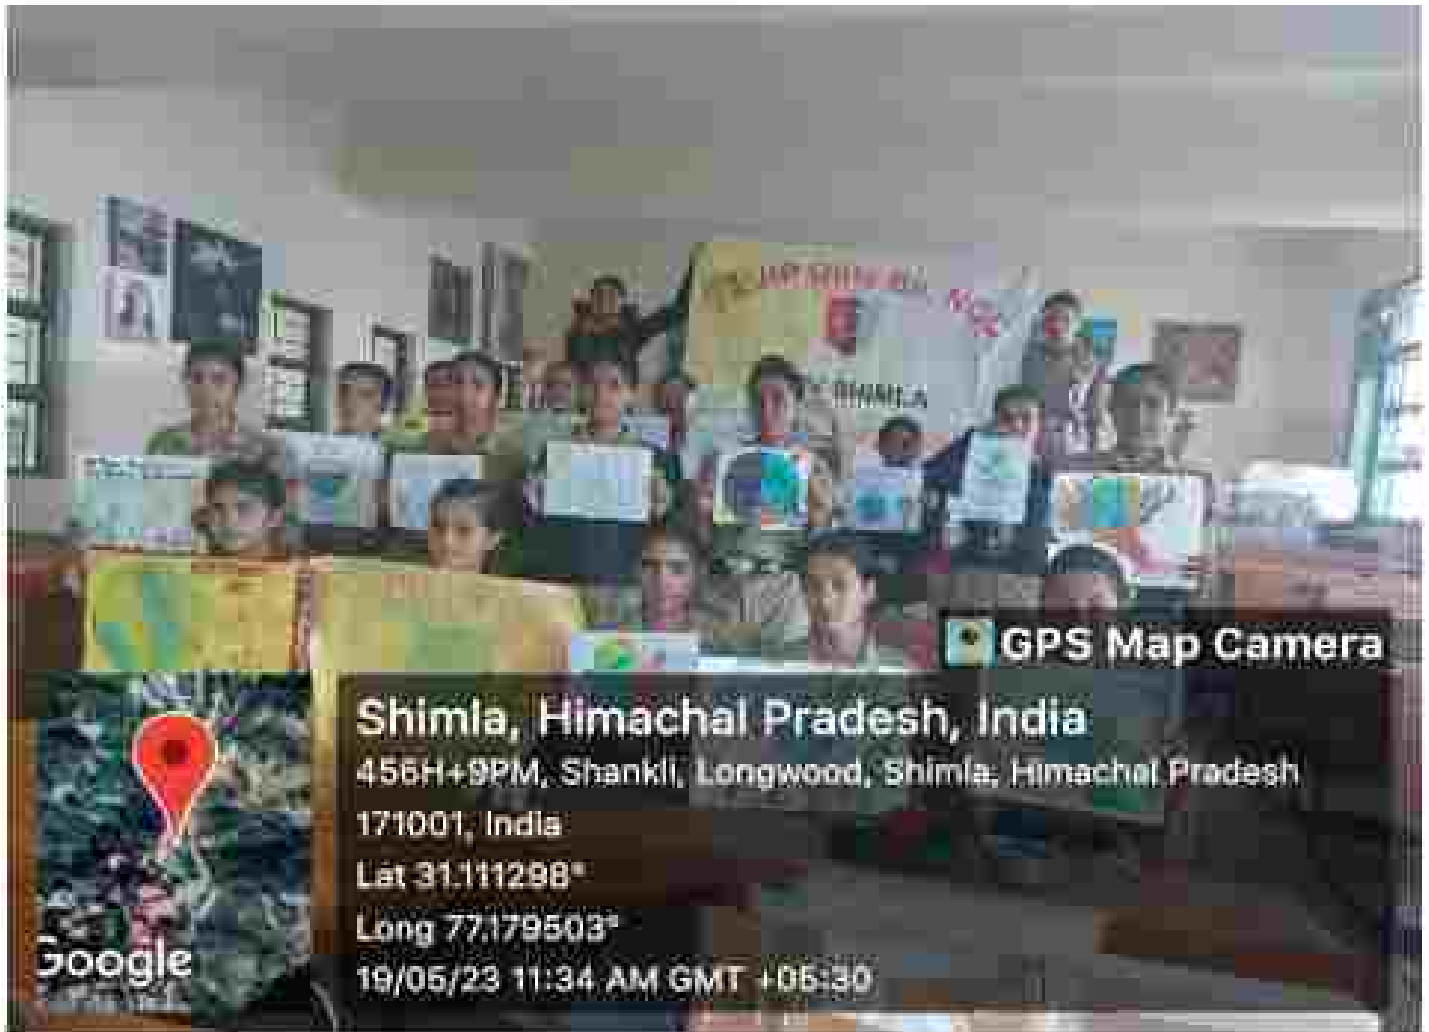 SHIMLA
GPS Map Camera
Shimla, Himachal Pradesh, India
456H+9PM, Shankli, Longwood, Shimla, Himachal Pradesh
171001, India
Lat 31.111298°
Long 77.179503°
19/05/23 11:34 AM GMT +05:30
Google